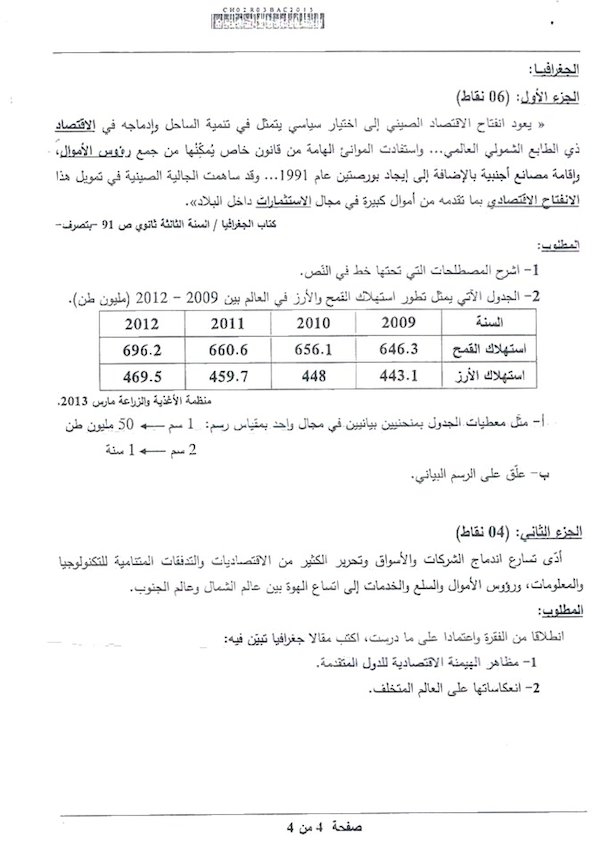 CH02R03BAC2013
الجغرافيا:
الجزء الأول: (06 نقاط)
« يعود انفتاح الاقتصاد الصيني إلى اختيار سياسي يتمثل في تنمية الساحل وإدماجه في الاقتصاد
ذي الطابع الشمولي العالمي... واستفادت الموانئ الهامة من قانون خاص يُمكِّنها من جمع رؤوس الأموال،
وإقامة مصانع أجنبية بالإضافة إلى إيجاد بورصتين عام 1991... وقد ساهمت الجالية الصينية في تمويل هذا
الانفتاح الاقتصادي بما تقدمه من أموال كبيرة في مجال الاستثمارات داخل البلاد».
كتاب الجغرافيا / السنة الثالثة ثانوي ص 91 -بتصرف-
المطلوب:
1- اشرح المصطلحات التي تحتها خط في النّص.
2- الجدول الآتي يمثل تطور استهلاك القمح والأرز في العالم بين 2009 - 2012 (مليون طن).
السنة 2009 2010 2011 2012
استهلاك القمح 646.3 656.1 660.6 696.2
استهلاك الأرز 443.1 448 459.7 469.5
منظمة الأغذية والزراعة مارس 2013.
أ- مثّل معطيات الجدول بمنحنيين بيانيين في مجال واحد بمقياس رسم: 1 سم ← 50 مليون طن
2 سم ← 1 سنة
ب- علّق على الرسم البياني.
الجزء الثاني: (04 نقاط)
أدّى تسارع اندماج الشركات والأسواق وتحرير الكثير من الاقتصاديات والتدفقات المتنامية للتكنولوجيا
والمعلومات، ورؤوس الأموال والسلع والخدمات إلى اتساع الهوة بين عالم الشمال وعالم الجنوب.
المطلوب:
انطلاقا من الفقرة واعتمادا على ما درست، اكتب مقالا جغرافيا تبيّن فيه:
1- مظاهر الهيمنة الاقتصادية للدول المتقدمة.
2- انعكاساتها على العالم المتخلف.
صفحة 4 من 4